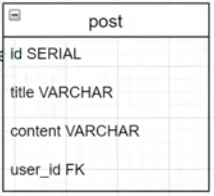 post
id SERIAL
title VARCHAR
content VARCHAR
user_id FK